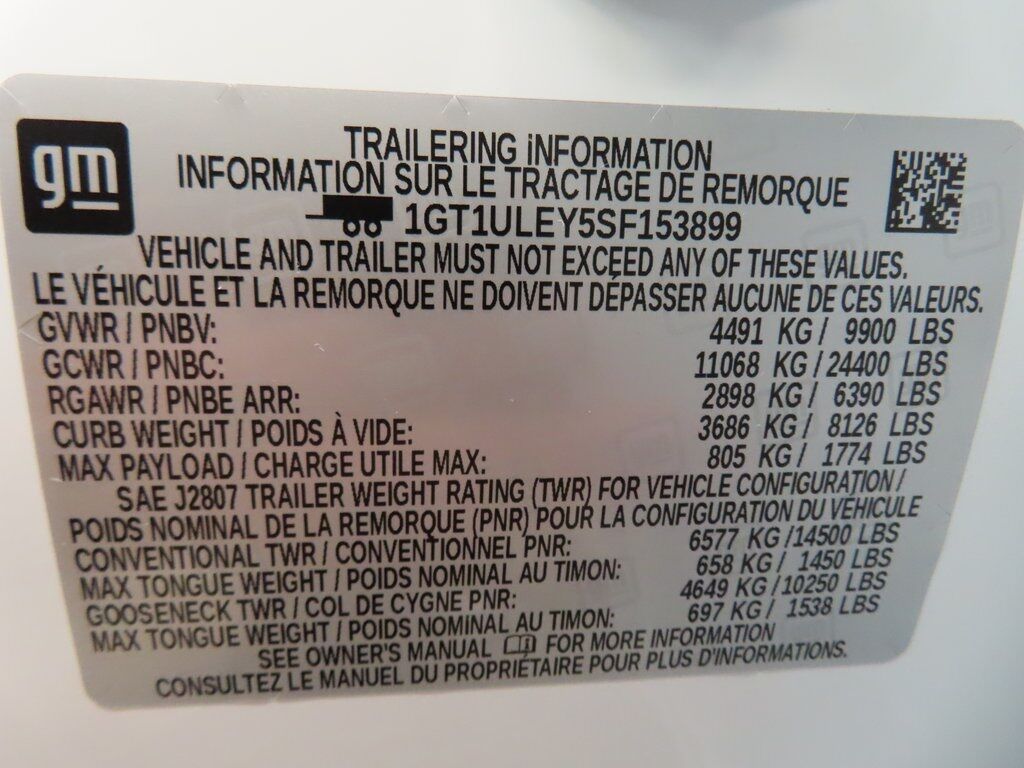 gm
TRAILERING iNFORMATION
INFORMATION SUR LE TRACTAGE DE REMORQUE
1GT1ULEY5SF153899
VEHICLE AND TRAILER MUST NOT EXCEED ANY OF THESE VALUES.
LE VÉHICULE ET LA REMORQUE NE DOIVENT DÉPASSER AUCUNE DE CES VALEURS.
GVWR / PNBV: 4491 KG / 9900 LBS
GCWR / PNBC: 11068 KG / 24400 LBS
RGAWR / PNBE ARR: 2898 KG / 6390 LBS
CURB WEIGHT / POIDS À VIDE: 3686 KG / 8126 LBS
MAX PAYLOAD / CHARGE UTILE MAX: 805 KG / 1774 LBS
SAE J2807 TRAILER WEIGHT RATING (TWR) FOR VEHICLE CONFIGURATION /
POIDS NOMINAL DE LA REMORQUE (PNR) POUR LA CONFIGURATION DU VÉHICULE
CONVENTIONAL TWR / CONVENTIONNEL PNR: 6577 KG /14500 LBS
MAX TONGUE WEIGHT / POIDS NOMINAL AU TIMON: 658 KG / 1450 LBS
GOOSENECK TWR / COL DE CYGNE PNR: 4649 KG /10250 LBS
MAX TONGUE WEIGHT / POIDS NOMINAL AU TIMON: 697 KG / 1538 LBS
SEE OWNER'S MANUAL FOR MORE INFORMATION
CONSULTEZ LE MANUEL DU PROPRIÉTAIRE POUR PLUS D'INFORMATIONS.